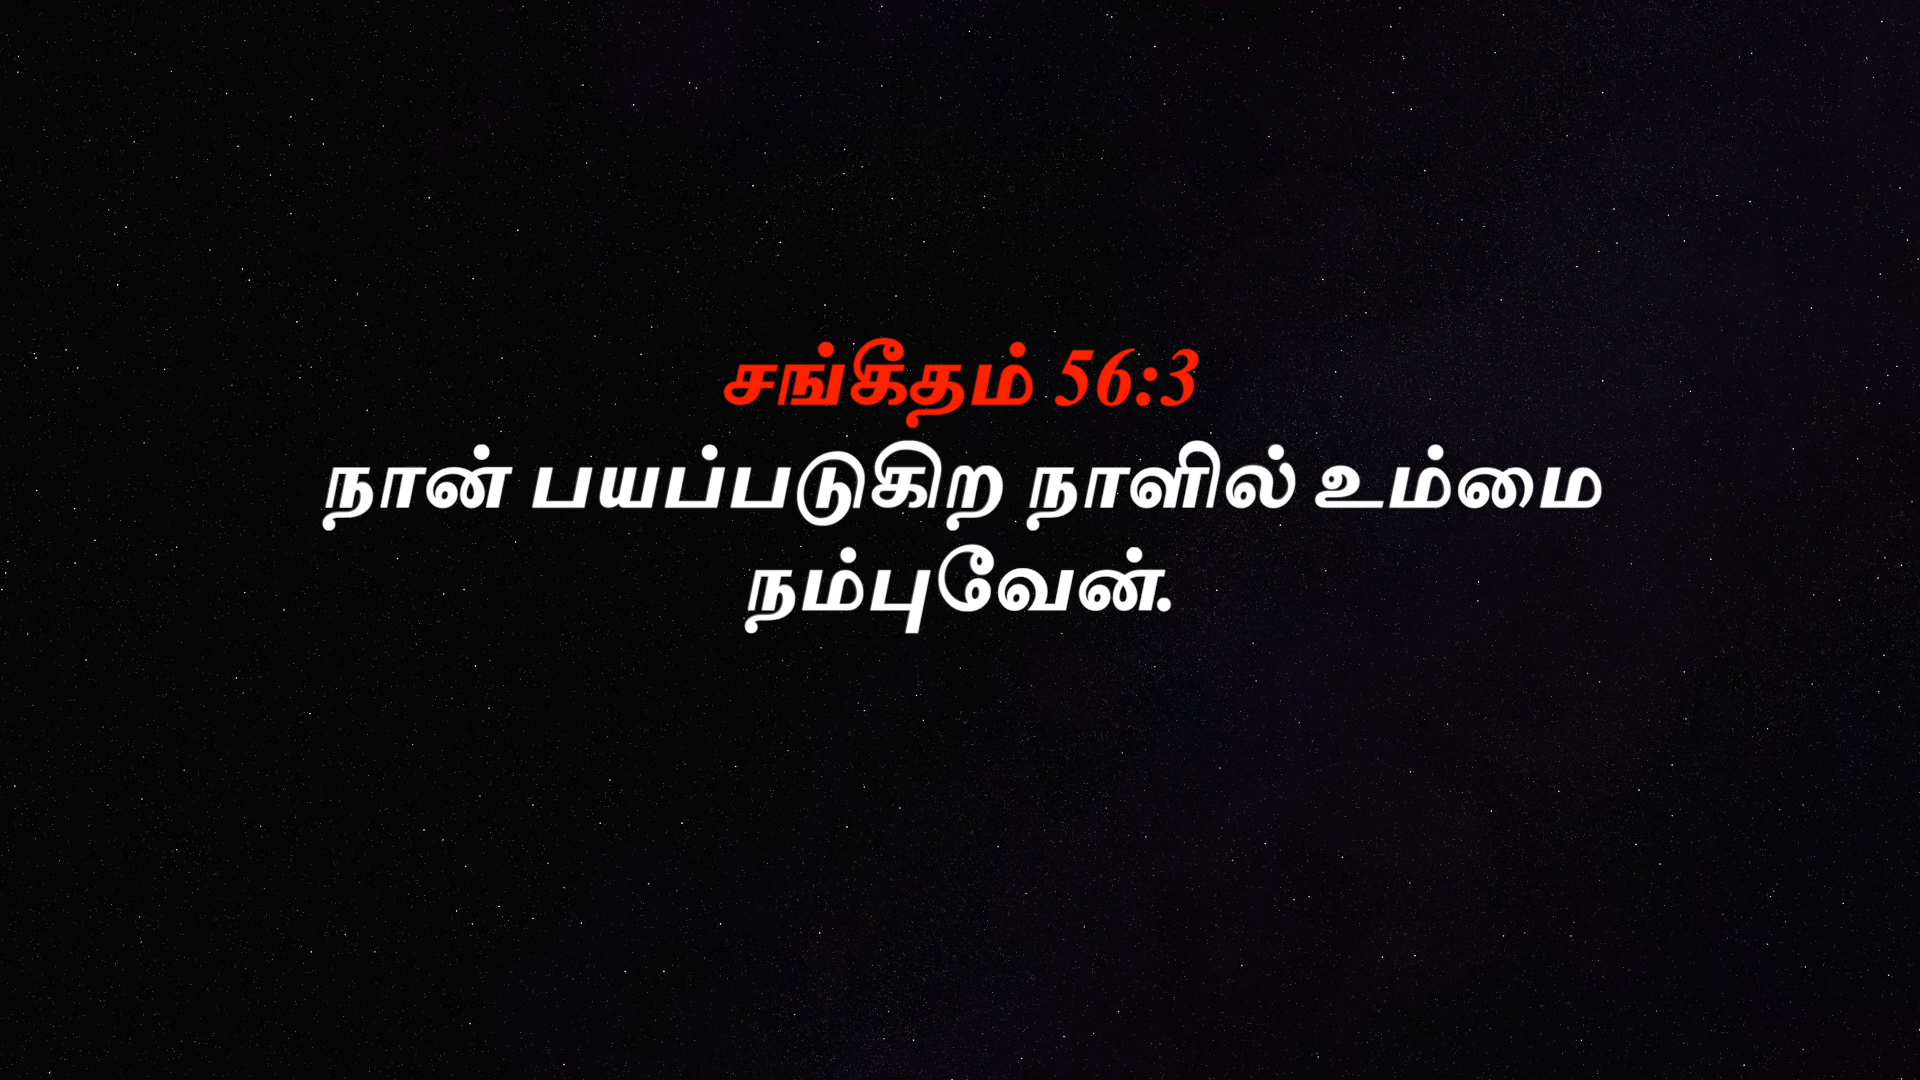 சங்கீதம் 56:3
நான் பயப்படுகிற நாளில் உம்மை
நம்புவேன்.